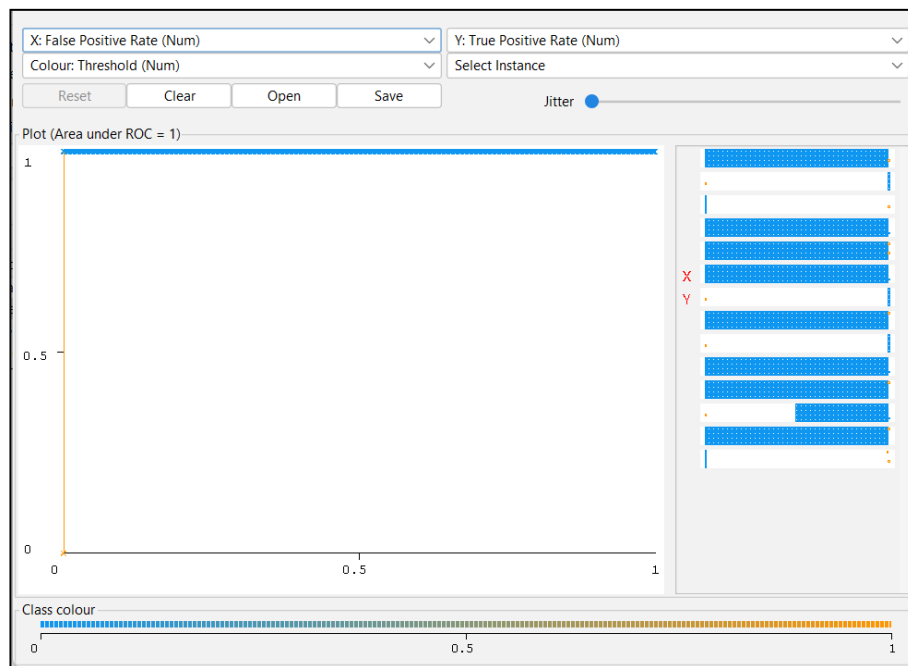 X: False Positive Rate (Num) Y: True Positive Rate (Num)
Colour: Threshold (Num) Select Instance
Reset Clear Open Save Jitter
Plot (Area under ROC = 1)
1
X
Y
0.5
0
0 0.5 1
Class colour
0 0.5 1